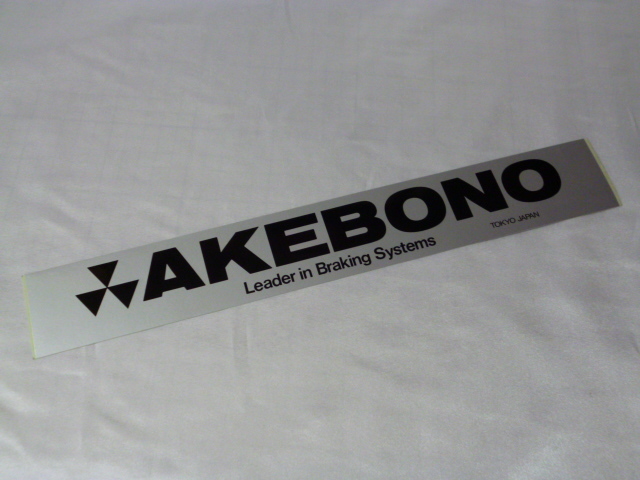 AKEBONO
Leader in Braking Systems
TOKYO JAPAN